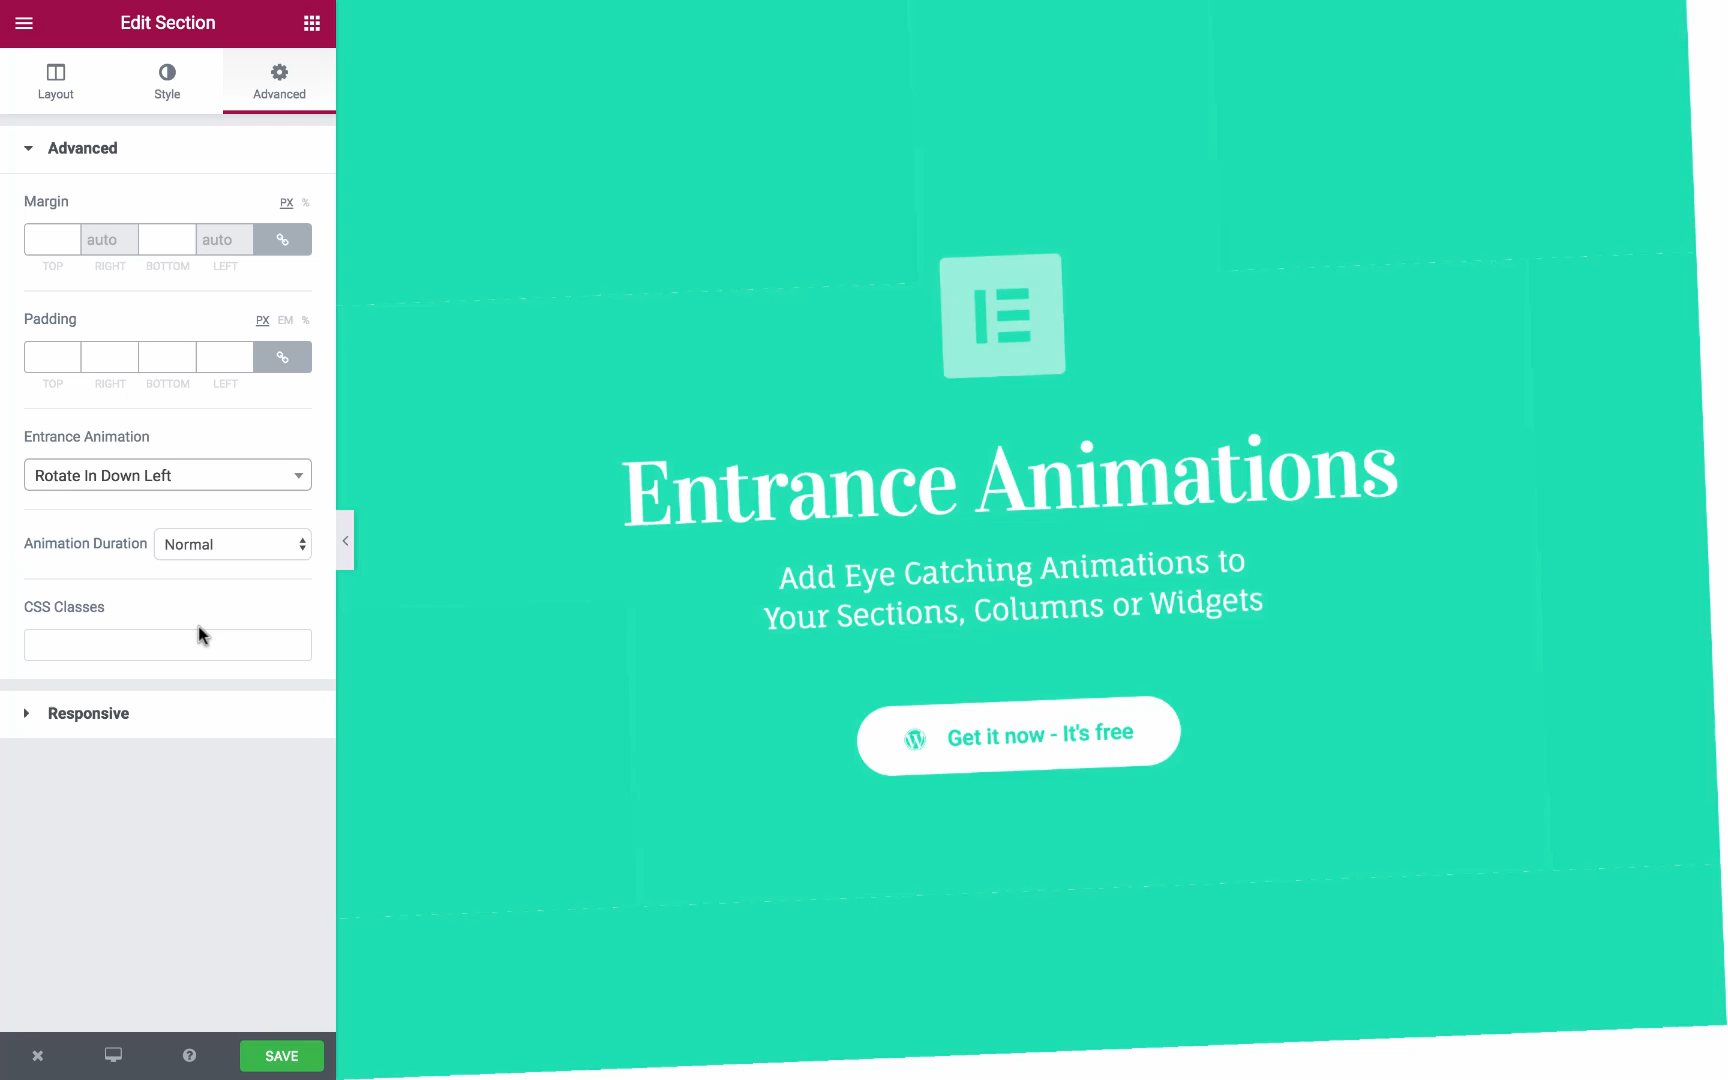 Edit Section
Layout
Style
Advanced
Advanced
Margin
PX %
auto
auto
TOP RIGHT BOTTOM LEFT
Padding
PX EM %
TOP RIGHT BOTTOM LEFT
Entrance Animation
Rotate In Down Left
Animation Duration
Normal
CSS Classes
Responsive
SAVE
Entrance Animations
Add Eye Catching Animations to
Your Sections, Columns or Widgets
Get it now - It's free